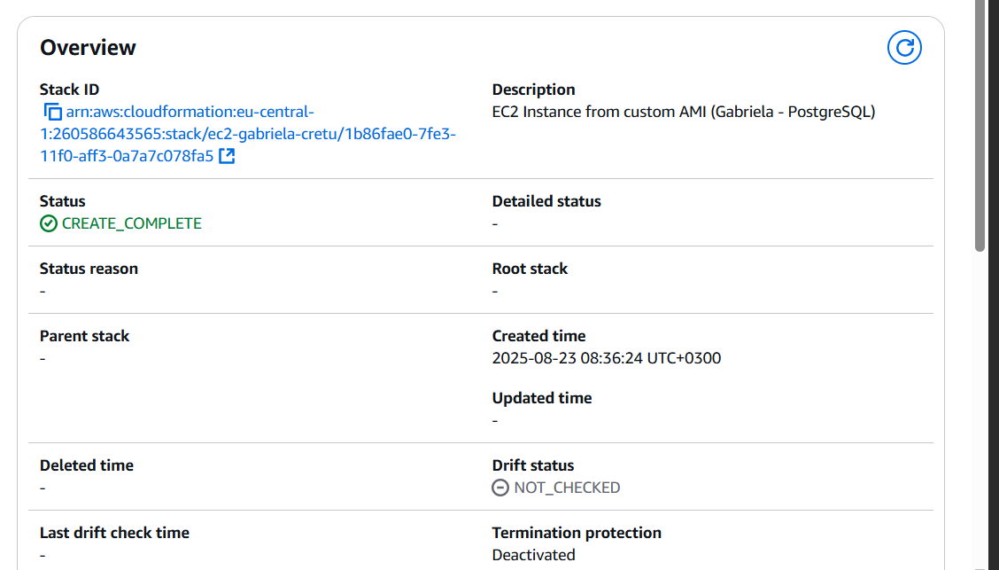 Overview
Stack ID
arn:aws:cloudformation:eu-central-
1:260586643565:stack/ec2-gabriela-cretu/1b86fae0-7fe3-
11f0-aff3-0a7a7c078fa5
Description
EC2 Instance from custom AMI (Gabriela - PostgreSQL)
Status
CREATE_COMPLETE
Detailed status
-
Status reason
-
Root stack
-
Parent stack
-
Created time
2025-08-23 08:36:24 UTC+0300
Updated time
-
Deleted time
-
Drift status
NOT_CHECKED
Last drift check time
-
Termination protection
Deactivated